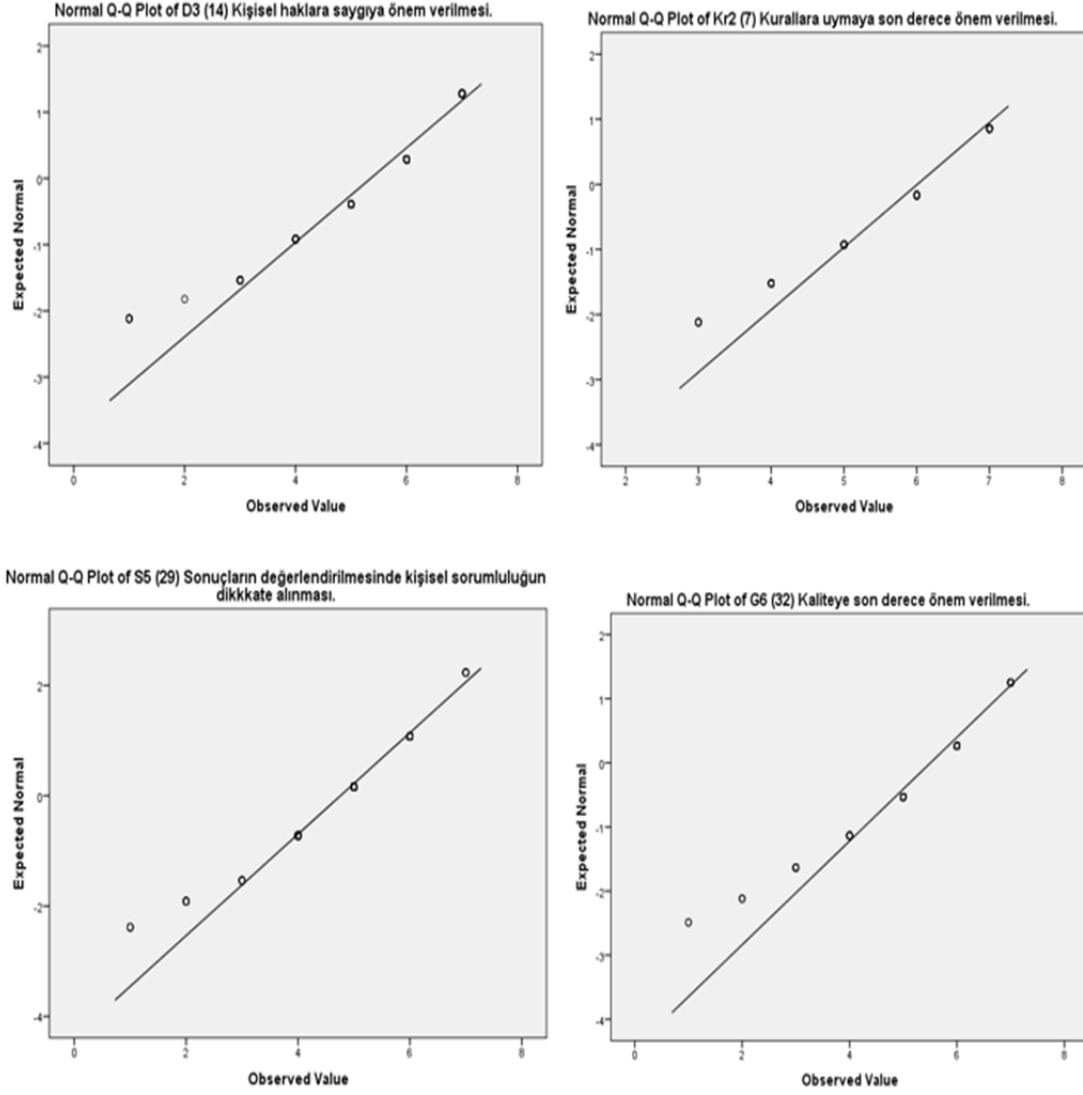 Normal Q-Q Plot of D3 (14) Kişisel haklara saygıya önem verilmesi.
2
1
0
-1
-2
-3
-4
Expected Normal
0 2 4 6 8
Observed Value
Normal Q-Q Plot of Kr2 (7) Kurallara uymaya son derece önem verilmesi.
2
1
0
-1
-2
-3
-4
Expected Normal
2 3 4 5 6 7 8
Observed Value
Normal Q-Q Plot of S5 (29) Sonuçların değerlendirilmesinde kişisel sorumluluğun
dikkkate alınması.
2
0
-2
-4
Expected Normal
0 2 4 6 8
Observed Value
Normal Q-Q Plot of G6 (32) Kaliteye son derece önem verilmesi.
2
1
0
-1
-2
-3
-4
Expected Normal
0 2 4 6 8
Observed Value